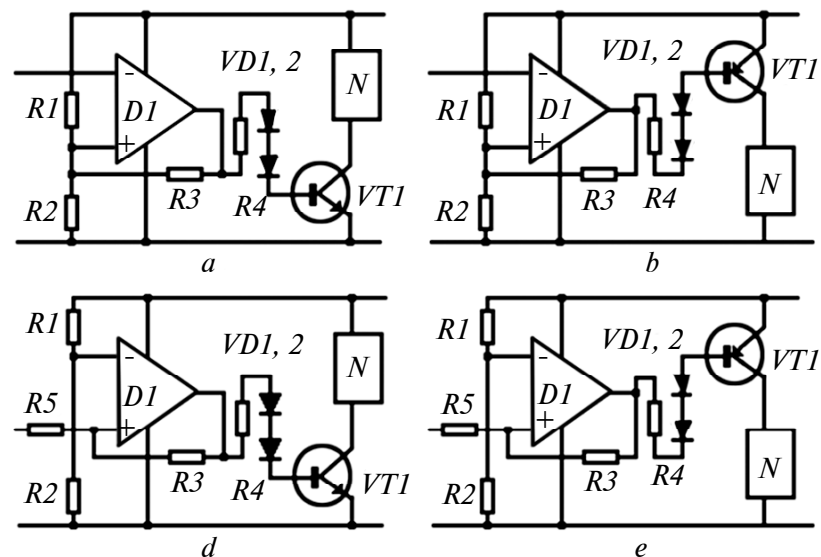 VD1, 2
R1
-
D1
+
N
R2
R3
R4
VT1
a
VD1, 2
VT1
R1
-
D1
+
R2
R3
R4
N
b
R1
VD1, 2
-
D1
N
R5
+
R2
R3
R4
VT1
d
R1
VD1, 2
VT1
-
D1
R5
+
R2
R3
R4
N
e